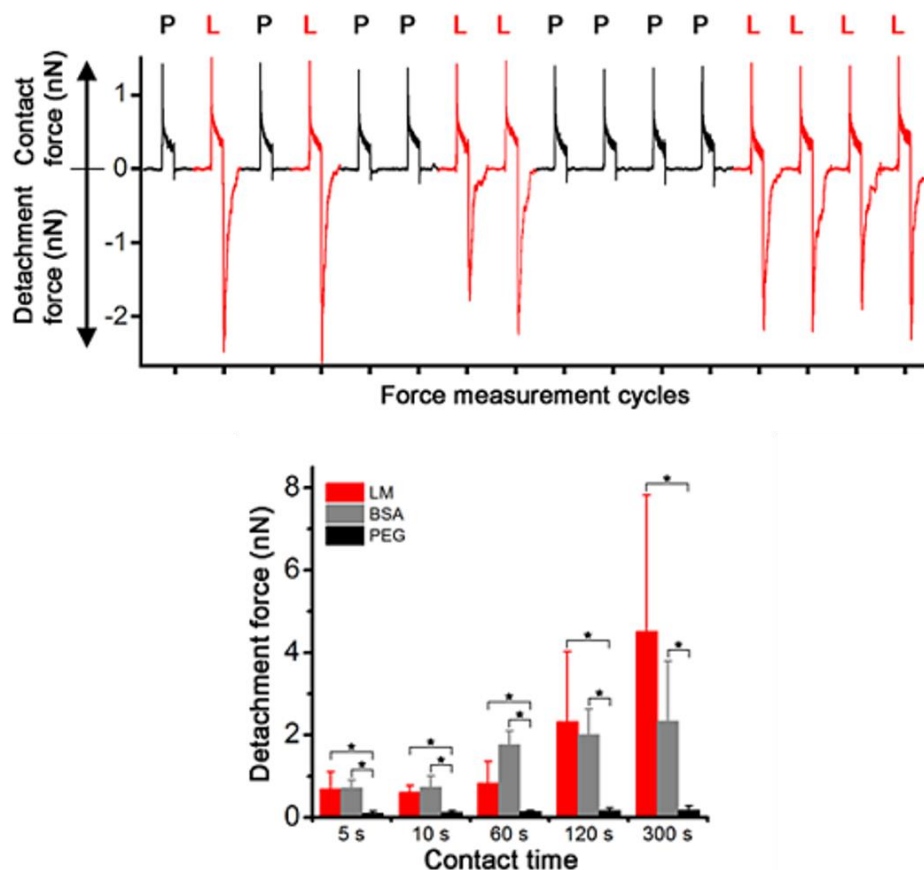 P L P L P P L L P P P P L L L L
Contact
force (nN)
Detachment
force (nN)
1
0
-1
-2
Force measurement cycles
Detachment force (nN)
8
6
4
2
0
LM
BSA
PEG
* * * * * * * * * *
5 s 10 s 60 s 120 s 300 s
Contact time